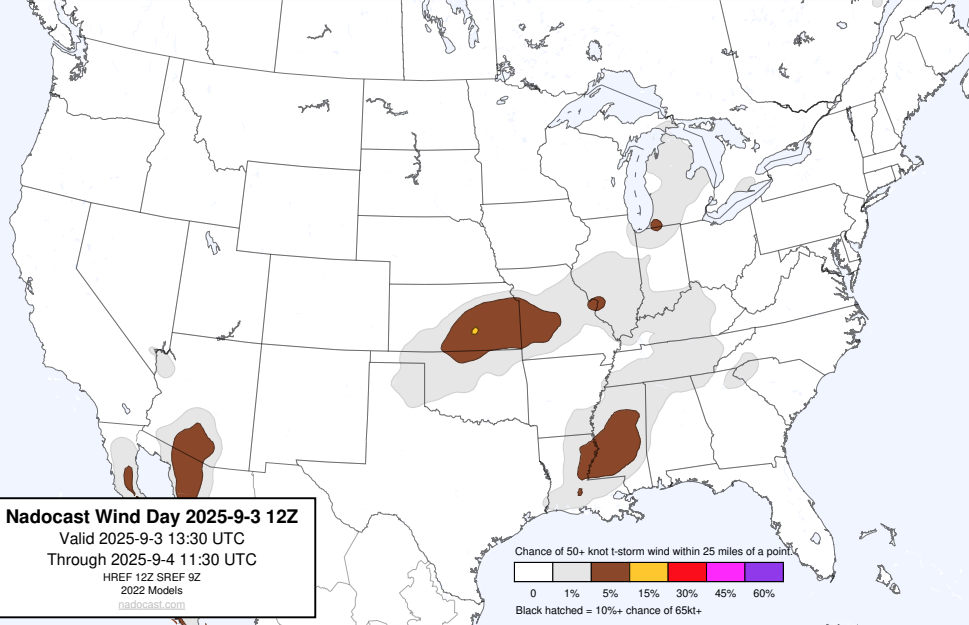 Nadocast Wind Day 2025-9-3 12Z
Valid 2025-9-3 13:30 UTC
Through 2025-9-4 11:30 UTC
HREF 12Z SREF 9Z
2022 Models
nadocast.com
Chance of 50+ knot t-storm wind within 25 miles of a point.
0 1% 5% 15% 30% 45% 60%
Black hatched = 10%+ chance of 65kt+